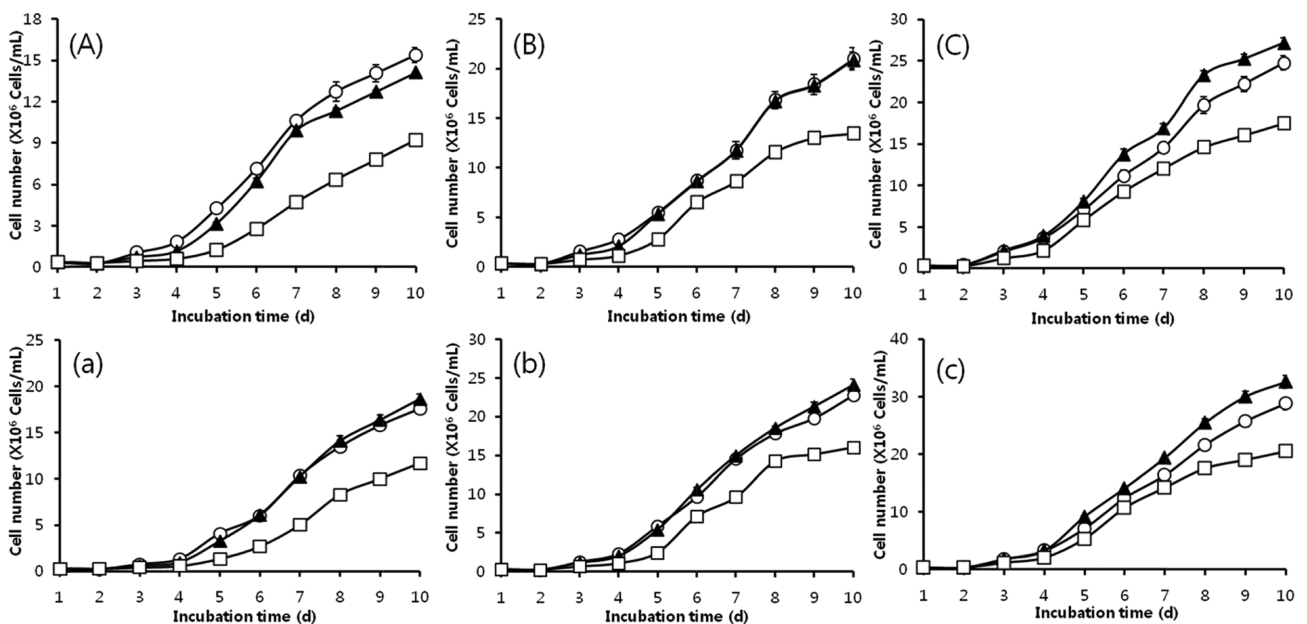 (A)
Cell number (X10⁶ Cells/mL)
18
15
12
9
6
3
0
1 2 3 4 5 6 7 8 9 10
Incubation time (d)
(B)
Cell number (X10⁶ Cells/mL)
25
20
15
10
5
0
1 2 3 4 5 6 7 8 9 10
Incubation time (d)
(C)
Cell number (X10⁶ Cells/mL)
30
25
20
15
10
5
0
1 2 3 4 5 6 7 8 9 10
Incubation time (d)
(a)
Cell number (X10⁶ Cells/mL)
25
20
15
10
5
0
1 2 3 4 5 6 7 8 9 10
Incubation time (d)
(b)
Cell number (X10⁶ Cells/mL)
30
25
20
15
10
5
0
1 2 3 4 5 6 7 8 9 10
Incubation time (d)
(c)
Cell number (X10⁶ Cells/mL)
40
30
20
10
0
1 2 3 4 5 6 7 8 9 10
Incubation time (d)